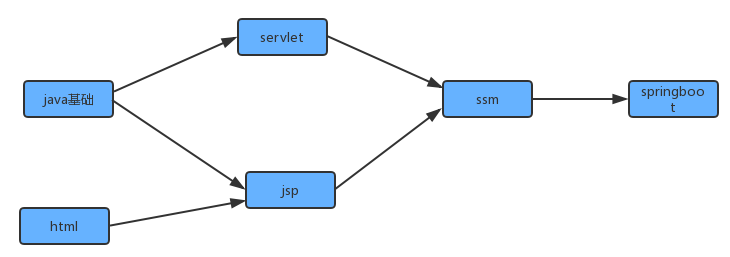 servlet
java基础
ssm
springboo
t
jsp
html